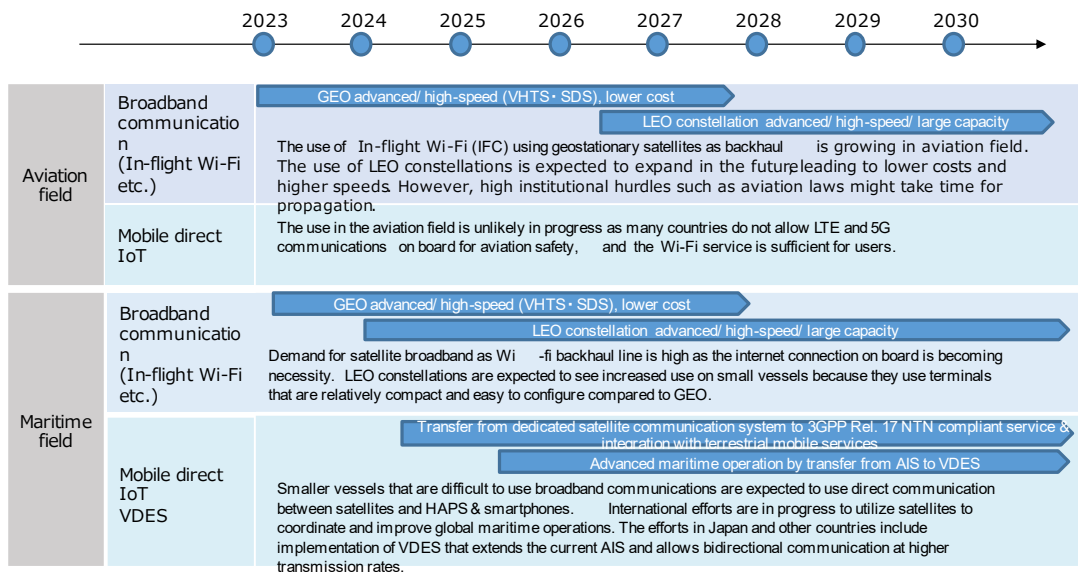 2023 2024 2025 2026 2027 2028 2029 2030
Aviation
field
Broadband
communicatio
n
(In-flight Wi-Fi
etc.)
GEO advanced/ high-speed (VHTS・SDS), lower cost
LEO constellation advanced/ high-speed/ large capacity
The use of In-flight Wi-Fi (IFC) using geostationary satellites as backhaul is growing in aviation field.
The use of LEO constellations is expected to expand in the future,leading to lower costs and
higher speeds. However, high institutional hurdles such as aviation laws might take time for
propagation.
Mobile direct
IoT
The use in the aviation field is unlikely in progress as many countries do not allow LTE and 5G
communications on board for aviation safety, and the Wi-Fi service is sufficient for users.
Maritime
field
Broadband
communicatio
n
(In-flight Wi-Fi
etc.)
GEO advanced/ high-speed (VHTS・SDS), lower cost
LEO constellation advanced/ high-speed/ large capacity
Demand for satellite broadband as Wi -fi backhaul line is high as the internet connection on board is becoming
necessity. LEO constellations are expected to see increased use on small vessels because they use terminals
that are relatively compact and easy to configure compared to GEO.
Mobile direct
IoT
VDES
Transfer from dedicated satellite communication system to 3GPP Rel. 17 NTN compliant service &
integration with terrestrial mobile services
Advanced maritime operation by transfer from AIS to VDES
Smaller vessels that are difficult to use broadband communications are expected to use direct communication
between satellites and HAPS & smartphones. International efforts are in progress to utilize satellites to
coordinate and improve global maritime operations. The efforts in Japan and other countries include
implementation of VDES that extends the current AIS and allows bidirectional communication at higher
transmission rates.